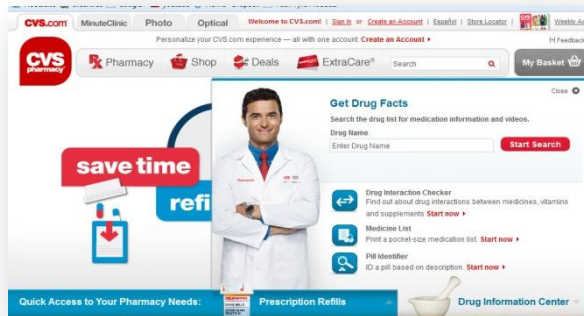 CVS.com MinuteClinic Photo Optical Welcome to CVS.com! | Sign In or Create an Account | Español | Store Locator |
Personalize your CVS.com experience — all with one account. Create an Account
Feedback
CVS
pharmacy
Pharmacy Shop Deals ExtraCare® Search My Basket
Close
Get Drug Facts
Search the drug list for medication information and videos.
Drug Name
Enter Drug Name Start Search
save time
refi
Drug Interaction Checker
Find out about drug interactions between medicines, vitamins
and supplements Start now
Medicine List
Print a pocket-size medication list. Start now
Pill Identifier
ID a pill based on description. Start now
Quick Access to Your Pharmacy Needs: Prescription Refills Drug Information Center